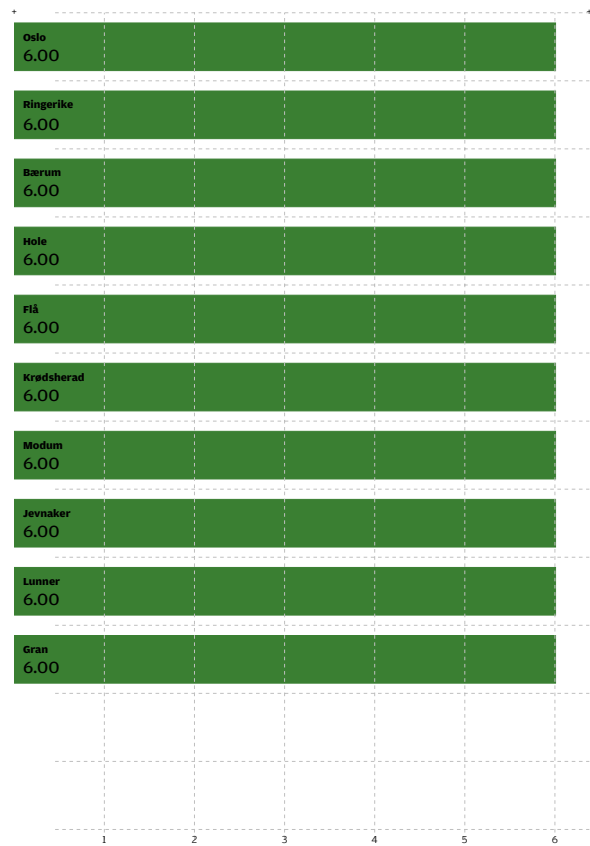 Oslo
6.00
Ringerike
6.00
Bærum
6.00
Hole
6.00
Flå
6.00
Krødsherad
6.00
Modum
6.00
Jevnaker
6.00
Lunner
6.00
Gran
6.00
1 2 3 4 5 6